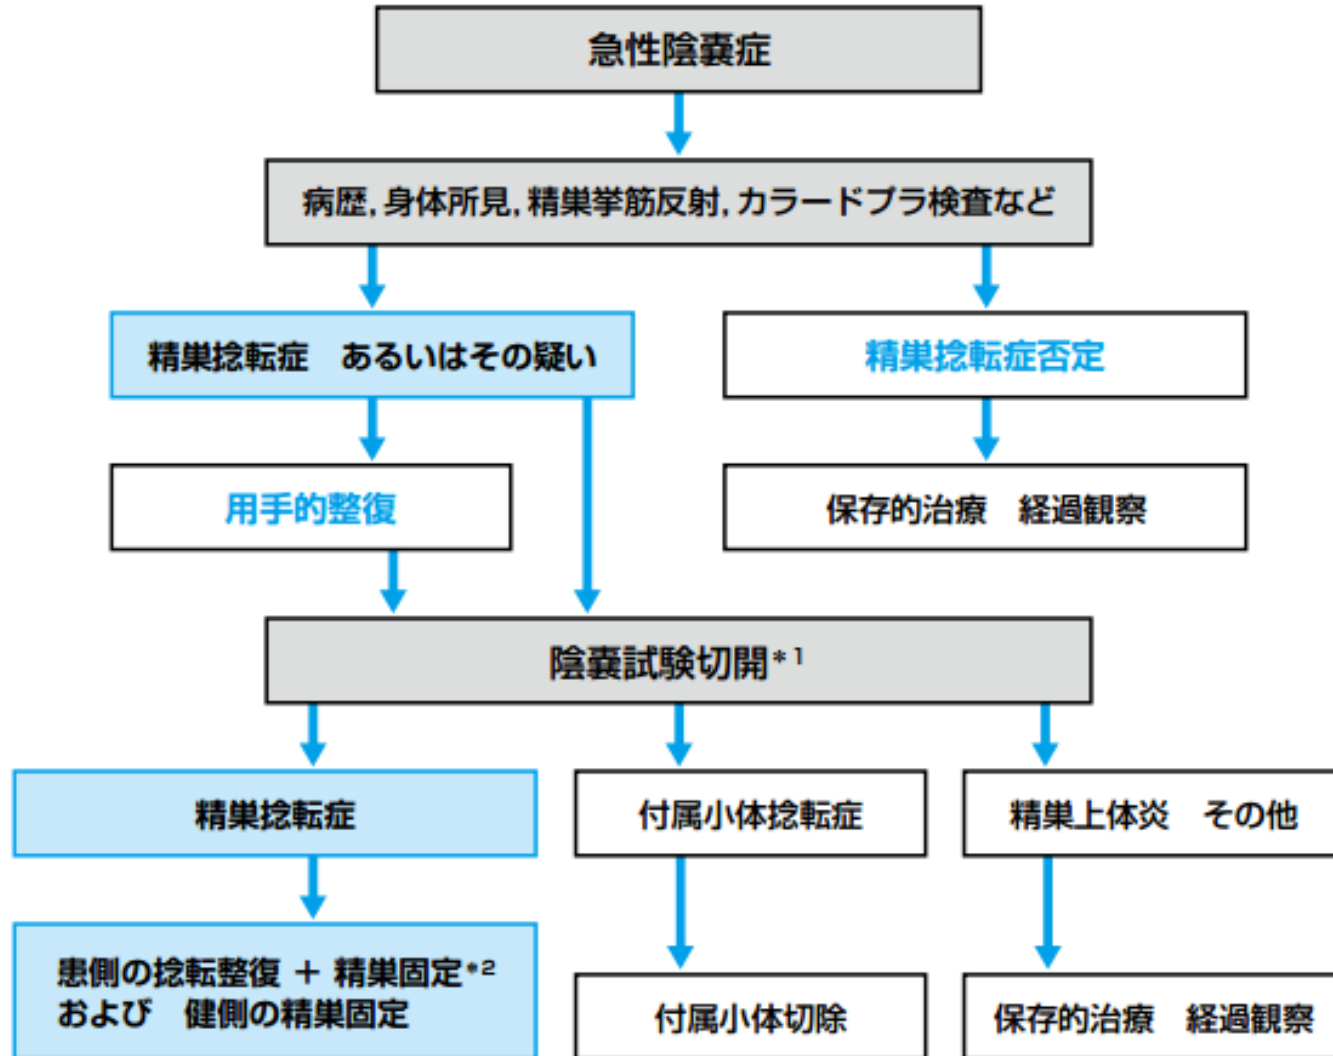 急性陰嚢症
病歴, 身体所見, 精巣挙筋反射, カラードプラ検査など
精巣捻転症　あるいはその疑い
精巣捻転症否定
用手的整復
保存的治療　経過観察
陰嚢試験切開*1
精巣捻転症
付属小体捻転症
精巣上体炎　その他
患側の捻転整復 ＋ 精巣固定*2
および　健側の精巣固定
付属小体切除
保存的治療　経過観察